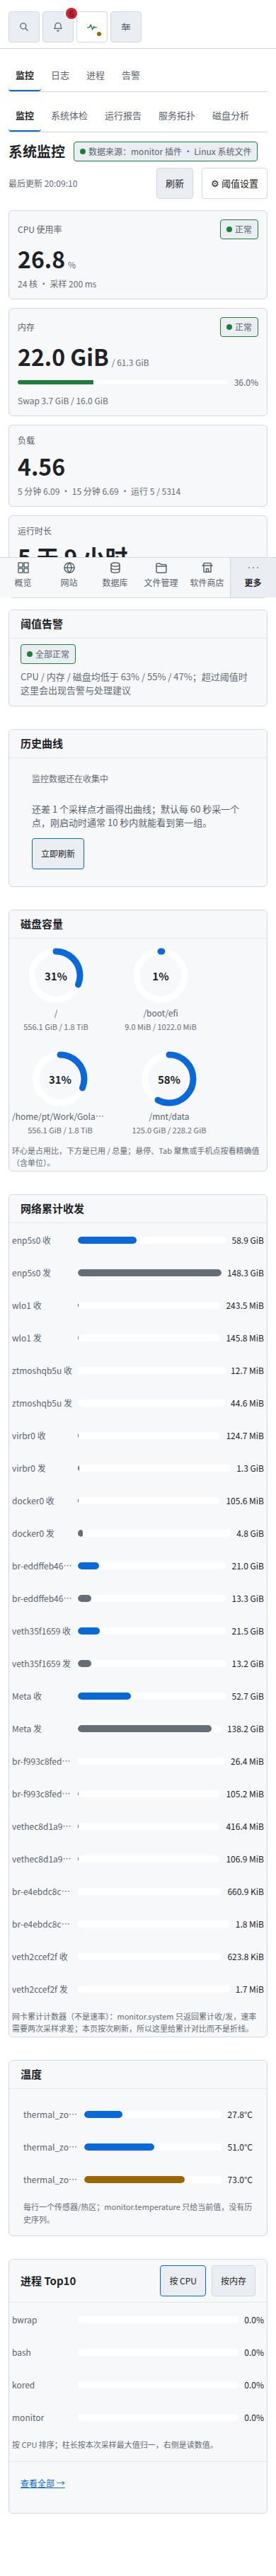 6
监控 日志 进程 告警
监控 系统体检 运行报告 服务拓扑 磁盘分析
系统监控 数据来源：monitor 插件 · Linux 系统文件
最后更新 20:09:10 刷新 阈值设置
CPU 使用率 正常
26.8 %
24 核 · 采样 200 ms
内存 正常
22.0 GiB / 61.3 GiB
36.0%
Swap 3.7 GiB / 16.0 GiB
负载
4.56
5 分钟 6.09 · 15 分钟 6.69 · 运行 5 / 5314
运行时长
5 天 9 小时
概览 网站 数据库 文件管理 软件商店 更多
阈值告警
全部正常
CPU / 内存 / 磁盘均低于 63% / 55% / 47%；超过阈值时
这里会出现告警与处理建议
历史曲线
监控数据还在收集中
还差 1 个采样点才画得出曲线；默认每 60 秒采一个
点，刚启动时通常 10 秒内就能看到第一组。
立即刷新
磁盘容量
31% 1%
/ /boot/efi
556.1 GiB / 1.8 TiB 9.0 MiB / 1022.0 MiB
31% 58%
/home/pt/Work/Gola… /mnt/data
556.1 GiB / 1.8 TiB 125.0 GiB / 228.2 GiB
环心是占用比，下方是已用 / 总量；悬停、Tab 聚焦或手机点按看精确值
（含单位）。
网络累计收发
enp5s0 收 58.9 GiB
enp5s0 发 148.3 GiB
wlo1 收 243.5 MiB
wlo1 发 145.8 MiB
ztmoshqb5u 收 12.7 MiB
ztmoshqb5u 发 44.6 MiB
virbr0 收 124.7 MiB
virbr0 发 1.3 GiB
docker0 收 105.6 MiB
docker0 发 4.8 GiB
br-eddffeb46… 21.0 GiB
br-eddffeb46… 13.3 GiB
veth35f1659 收 21.5 GiB
veth35f1659 发 13.2 GiB
Meta 收 52.7 GiB
Meta 发 138.2 GiB
br-f993c8fed… 26.4 MiB
br-f993c8fed… 105.2 MiB
vethec8d1a9… 416.4 MiB
vethec8d1a9… 106.9 MiB
br-e4ebdc8c… 660.9 KiB
br-e4ebdc8c… 1.8 MiB
veth2ccef2f 收 623.8 KiB
veth2ccef2f 发 1.7 MiB
网卡累计计数器（不是速率）：monitor.system 只返回累计收/发，速率
需要两次采样求差；本页按次刷新，所以这里给累计对比而不是折线。
温度
thermal_zo… 27.8°C
thermal_zo… 51.0°C
thermal_zo… 73.0°C
每行一个传感器/热区；monitor.temperature 只给当前值，没有历
史序列。
进程 Top10 按 CPU 按内存
bwrap 0.0%
bash 0.0%
kored 0.0%
monitor 0.0%
按 CPU 排序；柱长按本次采样最大值归一，右侧是读数值。
查看全部 →